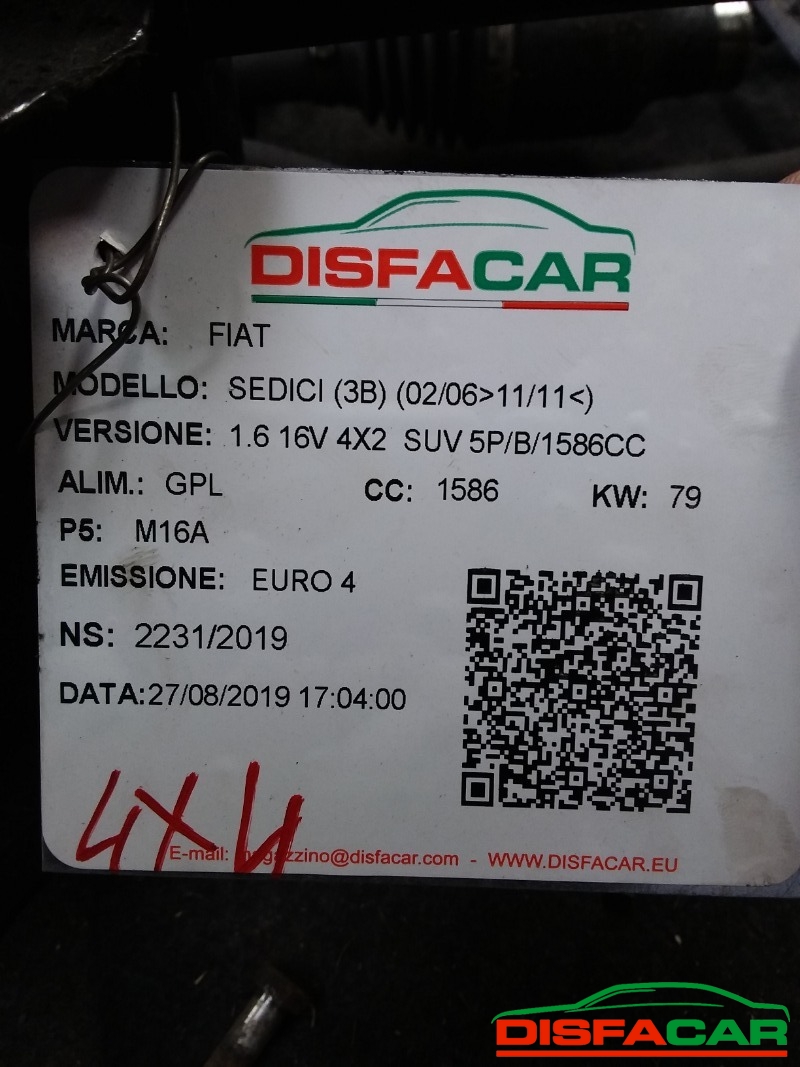 DISFACAR
MARCA: FIAT
MODELLO: SEDICI (3B) (02/06>11/11<)
VERSIONE: 1.6 16V 4X2 SUV 5P/B/1586CC
ALIM.: GPL CC: 1586 KW: 79
P5: M16A
EMISSIONE: EURO 4
NS: 2231/2019
DATA:27/08/2019 17:04:00
4X4
E-mail: magazzino@disfacar.com - WWW.DISFACAR.EU
DISFACAR